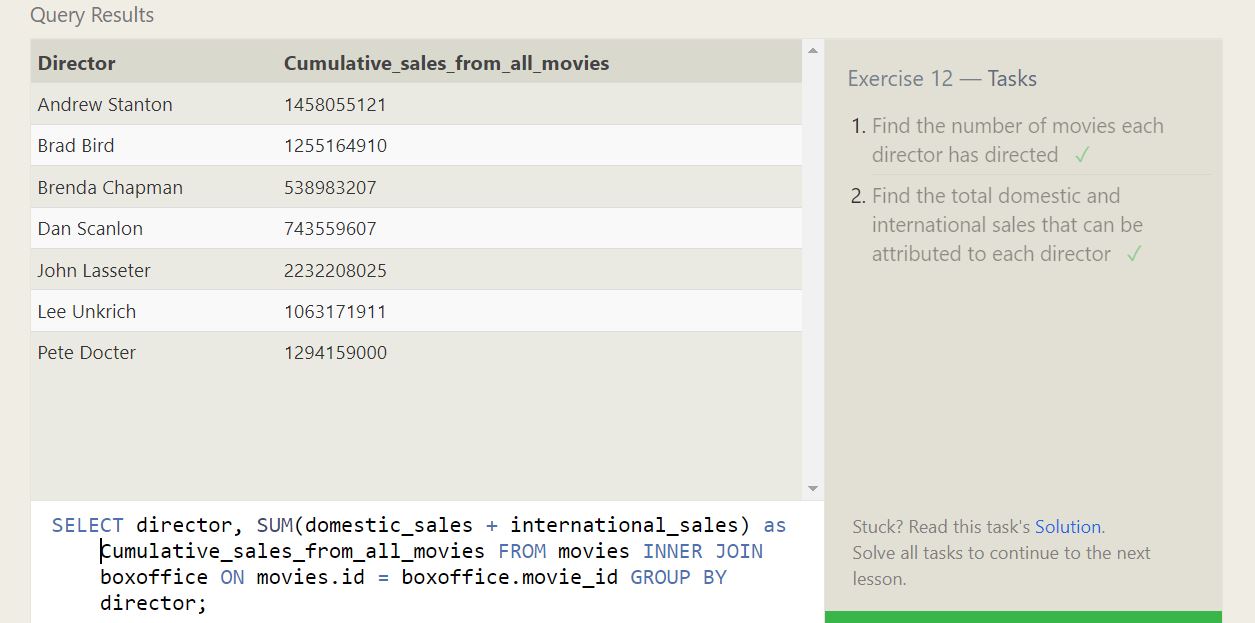 Query Results
Director Cumulative_sales_from_all_movies
Andrew Stanton 1458055121
Brad Bird 1255164910
Brenda Chapman 538983207
Dan Scanlon 743559607
John Lasseter 2232208025
Lee Unkrich 1063171911
Pete Docter 1294159000
SELECT director, SUM(domestic_sales + international_sales) as
Cumulative_sales_from_all_movies FROM movies INNER JOIN
boxoffice ON movies.id = boxoffice.movie_id GROUP BY
director;
Exercise 12 — Tasks
1. Find the number of movies each
director has directed ✓
2. Find the total domestic and
international sales that can be
attributed to each director ✓
Stuck? Read this task's Solution.
Solve all tasks to continue to the next
lesson.